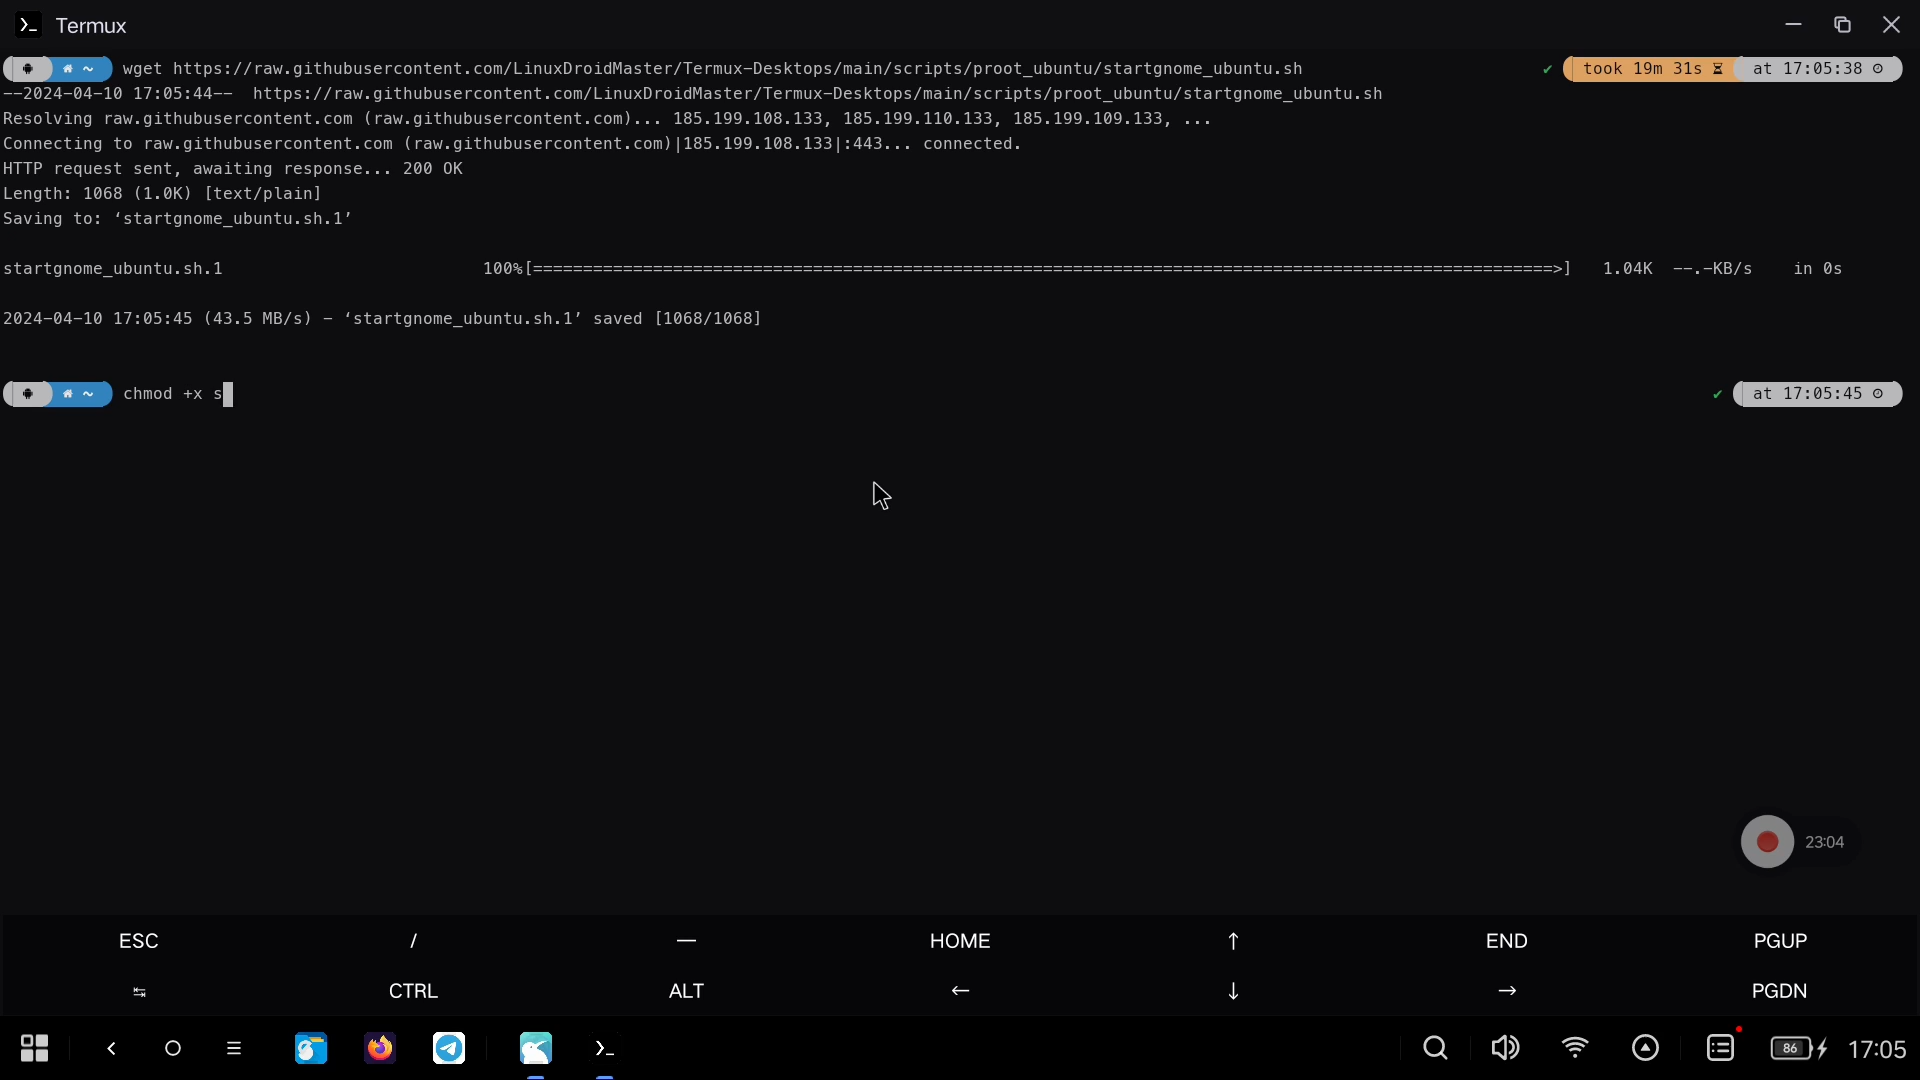 Termux
~ wget https://raw.githubusercontent.com/LinuxDroidMaster/Termux-Desktops/main/scripts/proot_ubuntu/startgnome_ubuntu.sh ✔ took 19m 31s at 17:05:38
--2024-04-10 17:05:44--  https://raw.githubusercontent.com/LinuxDroidMaster/Termux-Desktops/main/scripts/proot_ubuntu/startgnome_ubuntu.sh
Resolving raw.githubusercontent.com (raw.githubusercontent.com)... 185.199.108.133, 185.199.110.133, 185.199.109.133, ...
Connecting to raw.githubusercontent.com (raw.githubusercontent.com)|185.199.108.133|:443... connected.
HTTP request sent, awaiting response... 200 OK
Length: 1068 (1.0K) [text/plain]
Saving to: ‘startgnome_ubuntu.sh.1’
startgnome_ubuntu.sh.1 100%[======================================================================================================>] 1.04K --.-KB/s in 0s
2024-04-10 17:05:45 (43.5 MB/s) - ‘startgnome_ubuntu.sh.1’ saved [1068/1068]
~ chmod +x s ✔ at 17:05:45
23:04
ESC / — HOME ↑ END PGUP
↹ CTRL ALT ← ↓ → PGDN
86 17:05